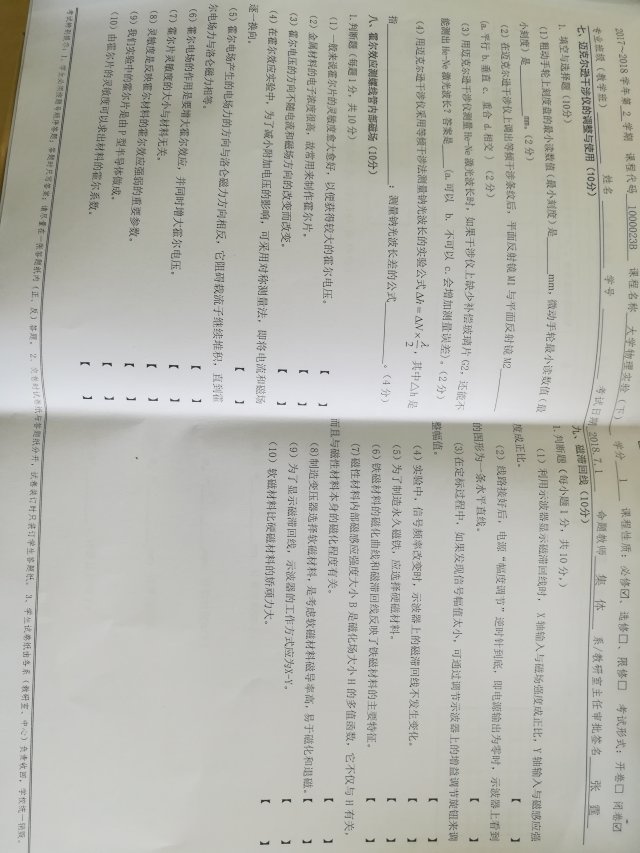 2017～2018 学年第 2 学期 课程代码 1000023B 课程名称 大学物理实验（下）
学分 1 课程性质：必修☑、选修□、限修□ 考试形式：开卷□ 闭卷☑
专业班级（教学班） 姓名 学号 考试日期 2018.7.1 命题教师 集 体 系/教研室主任审批签名 张 霆
七、迈克尔逊干涉仪的调整与使用（10分）
1. 填空与选择题（10分）
（1）粗动手轮上刻度盘的最小读数值（最小刻度）是______mm，微动手轮最小读数值（最
小刻度）是________mm。（2 分）
（2）在迈克尔逊干涉仪上调出等倾干涉条纹后，平面反射镜 M1 与平面反射镜 M2________
（a.平行 b.垂直 c. 重合 d.相交 ）（2 分）
（3）用迈克尔逊干涉仪测量 He-Ne 激光波长时，如果干涉仪上缺少补偿玻璃片 G2，还能不
能测出He-Ne 激光波长？答案是____（a.可以 b. 不可以 c.会增加测量误差）。（2 分）
（4）用迈克尔逊干涉仪采用等倾干涉法测量钠光波长的实验公式 Δh = ΔN × λ/2，其中△h 是
指______________________________；测量钠光波长差的公式____________。（4 分）
八、霍尔效应测螺线管内部磁场（10分）
1.判断题（每题 1 分，共 10 分）
（1）一般来说霍尔片的灵敏度愈大愈好，以便获得较大的霍尔电压。 【 】
（2）金属材料的电子浓度很高，故常用来制作霍尔片。 【 】
（3）霍尔电压的方向不随电流和磁场方向的改变而改变。 【 】
（4）在霍尔效应实验中，为了减小附加电压的影响，可采用对称测量法，即将电流和磁场
逐一换向。 【 】
（5）霍尔电场产生的电场力的方向与洛仑磁力方向相反，它阻碍载流子继续堆积，直到霍
尔电场力与洛仑磁力相等。 【 】
（6）霍尔电场的作用是要增大霍尔效应，并同时增大霍尔电压。 【 】
（7）霍尔片灵敏度的大小与材料无关。 【 】
（8）灵敏度是反映霍尔材料的霍尔效应强弱的重要参数。 【 】
（9）我们实验中的霍尔片是由 P 型半导体做成。 【 】
（10）由霍尔片的灵敏度可以求出材料的霍尔系数。 【 】
九、磁滞回线（10分）
1.判断题（每小题 1 分，共 10 分，）
（1）利用示波器显示磁滞回线时， X 轴输入与磁场强度成正比，Y 轴输入与磁感应强
度成正比。 【 】
（2）线路接好后，电源“幅度调节”逆时针到底，即电源输出为零时，示波器上看到
的图形为一条水平直线。 【 】
（3）在定标过程中，如果发现信号幅值太小，可通过调节示波器上的增益调节旋钮来调
整幅值。 【 】
（4）实验中，信号频率改变时，示波器上的磁滞回线不发生变化。 【 】
（5）为了制造永久磁铁，应选择硬磁材料。 【 】
（6）铁磁材料的磁化曲线和磁滞回线反映了铁磁材料的主要特征。 【 】
（7）磁性材料内部磁感应强度大小 B 是磁化场大小 H 的多值函数，它不仅与 H 有关，
而且与磁性材料本身的磁化程度有关。 【 】
（8）制造变压器选择软磁材料，是考虑软磁材料磁导率高，易于磁化和退磁。【 】
（9）为了显示磁滞回线，示波器的工作方式应为X-Y。 【 】
（10）软磁材料比硬磁材料的矫顽力大。 【 】
考试特别提示：1、学生必须按题号顺序答题；答题时只写答案；请尽量在一张答题纸内（正、反）答题。 2、交卷时试卷纸与答题纸分开，试卷装订时只装订学生答题纸。 3、学生试卷纸由各系（教研室、中心）负责收回，学校统一销毁。